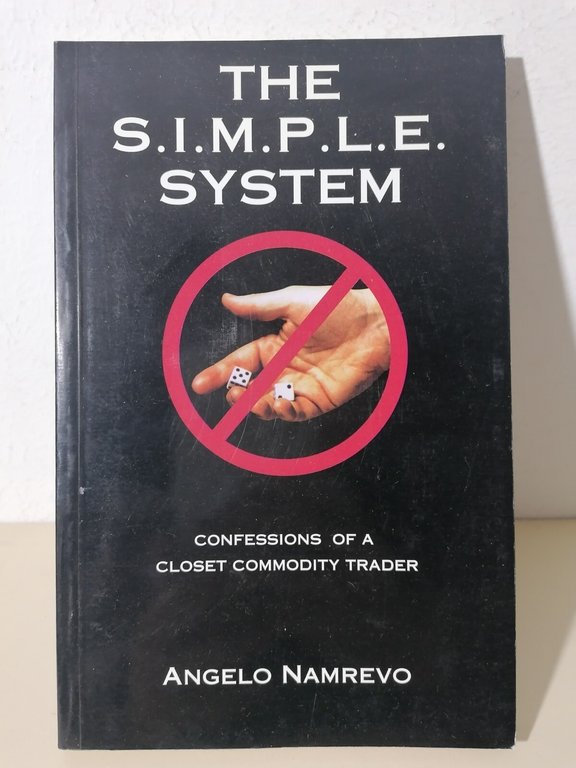 THE
S.I.M.P.L.E.
SYSTEM
CONFESSIONS OF A
CLOSET COMMODITY TRADER
ANGELO NAMREVO